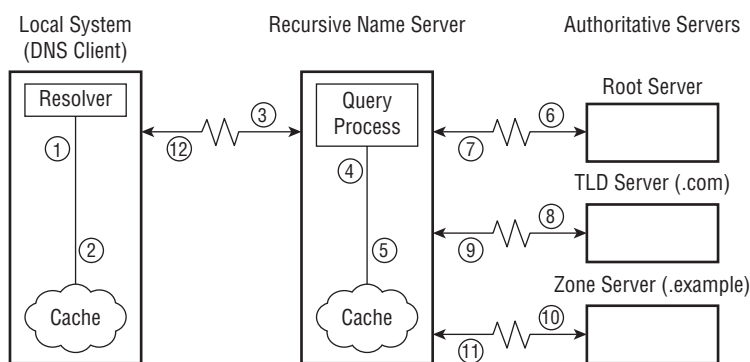 Local System
(DNS Client)
Recursive Name Server
Authoritative Servers
Resolver
Query
Process
Root Server
1
12
3
7
6
4
TLD Server (.com)
9
8
2
5
Zone Server (.example)
Cache
Cache
11
10